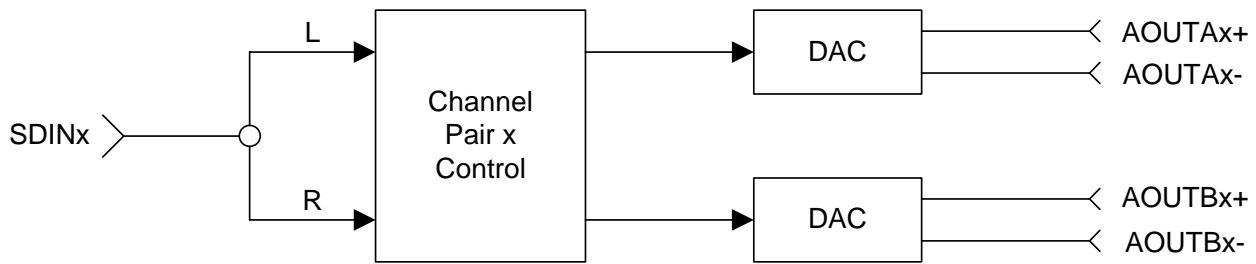 L
SDINx
R
Channel
Pair x
Control
DAC
AOUTAx+
AOUTAx-
DAC
AOUTBx+
AOUTBx-